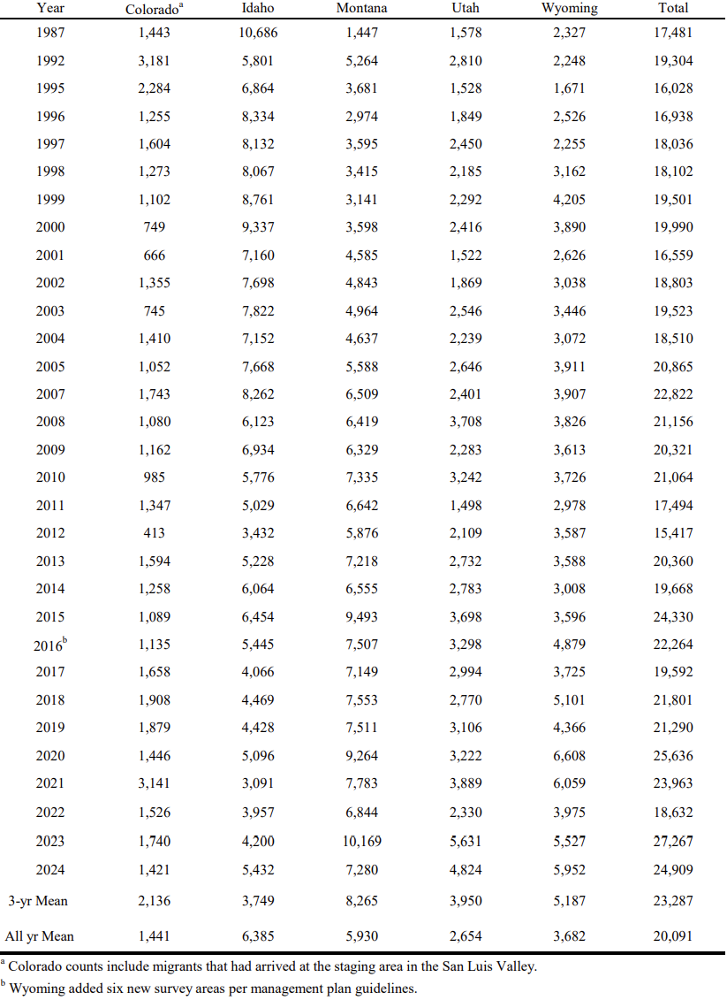 Year Coloradoa Idaho Montana Utah Wyoming Total
1987 1,443 10,686 1,447 1,578 2,327 17,481
1992 3,181 5,801 5,264 2,810 2,248 19,304
1995 2,284 6,864 3,681 1,528 1,671 16,028
1996 1,255 8,334 2,974 1,849 2,526 16,938
1997 1,604 8,132 3,595 2,450 2,255 18,036
1998 1,273 8,067 3,415 2,185 3,162 18,102
1999 1,102 8,761 3,141 2,292 4,205 19,501
2000 749 9,337 3,598 2,416 3,890 19,990
2001 666 7,160 4,585 1,522 2,626 16,559
2002 1,355 7,698 4,843 1,869 3,038 18,803
2003 745 7,822 4,964 2,546 3,446 19,523
2004 1,410 7,152 4,637 2,239 3,072 18,510
2005 1,052 7,668 5,588 2,646 3,911 20,865
2007 1,743 8,262 6,509 2,401 3,907 22,822
2008 1,080 6,123 6,419 3,708 3,826 21,156
2009 1,162 6,934 6,329 2,283 3,613 20,321
2010 985 5,776 7,335 3,242 3,726 21,064
2011 1,347 5,029 6,642 1,498 2,978 17,494
2012 413 3,432 5,876 2,109 3,587 15,417
2013 1,594 5,228 7,218 2,732 3,588 20,360
2014 1,258 6,064 6,555 2,783 3,008 19,668
2015 1,089 6,454 9,493 3,698 3,596 24,330
2016b 1,135 5,445 7,507 3,298 4,879 22,264
2017 1,658 4,066 7,149 2,994 3,725 19,592
2018 1,908 4,469 7,553 2,770 5,101 21,801
2019 1,879 4,428 7,511 3,106 4,366 21,290
2020 1,446 5,096 9,264 3,222 6,608 25,636
2021 3,141 3,091 7,783 3,889 6,059 23,963
2022 1,526 3,957 6,844 2,330 3,975 18,632
2023 1,740 4,200 10,169 5,631 5,527 27,267
2024 1,421 5,432 7,280 4,824 5,952 24,909
3-yr Mean 2,136 3,749 8,265 3,950 5,187 23,287
All yr Mean 1,441 6,385 5,930 2,654 3,682 20,091
a Colorado counts include migrants that had arrived at the staging area in the San Luis Valley.
b Wyoming added six new survey areas per management plan guidelines.